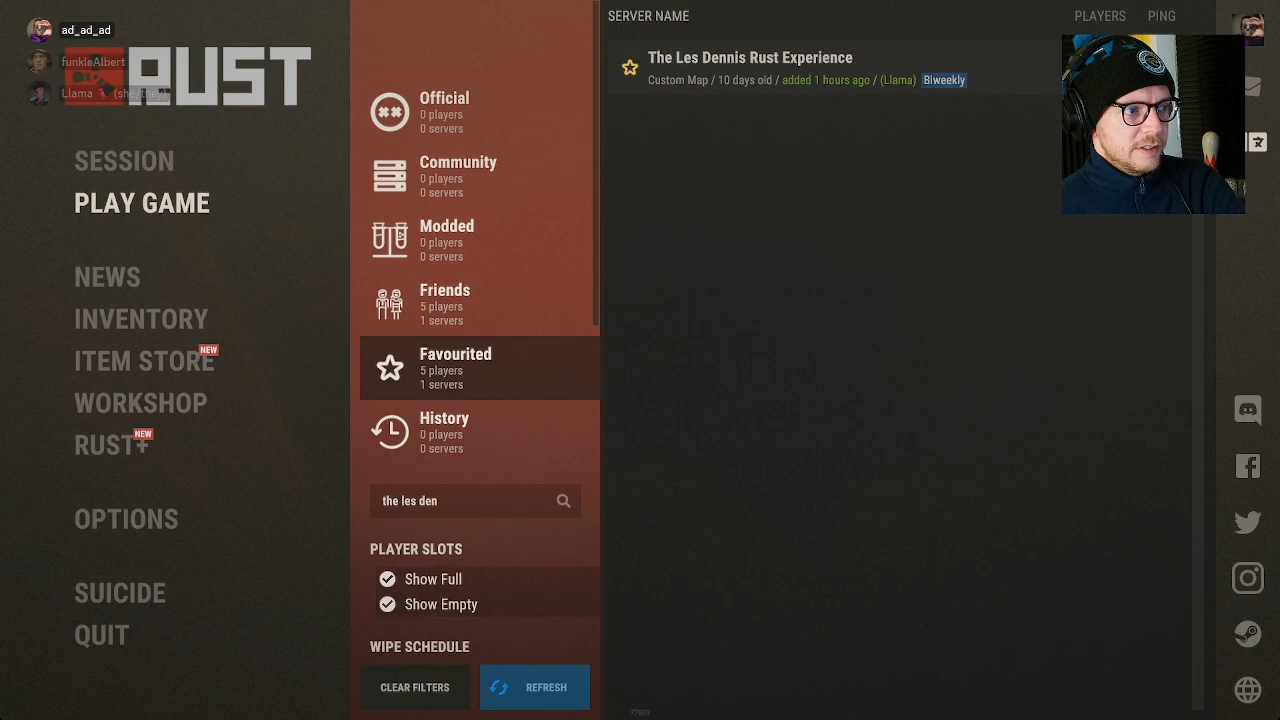 ad_ad_ad
funkleAlbert
Llama (she/they)
RUST
SESSION
PLAY GAME
NEWS
INVENTORY
ITEM STORE
NEW
WORKSHOP
RUST+
NEW
OPTIONS
SUICIDE
QUIT
Official
0 players
0 servers
Community
0 players
0 servers
Modded
0 players
0 servers
Friends
5 players
1 servers
Favourited
5 players
1 servers
History
0 players
0 servers
the les den
PLAYER SLOTS
Show Full
Show Empty
WIPE SCHEDULE
CLEAR FILTERS
REFRESH
SERVER NAME
PLAYERS
PING
The Les Dennis Rust Experience
Custom Map / 10 days old / added 1 hours ago / (Llama) Biweekly
77600